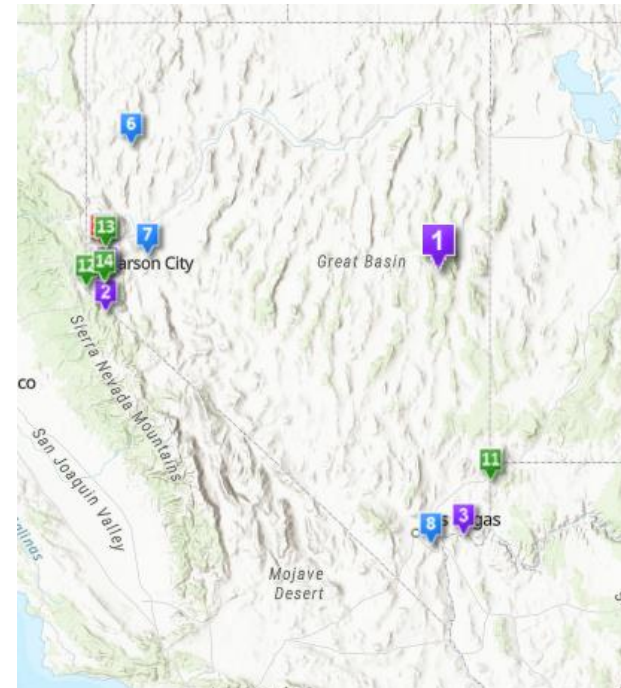 6
13
7
1
12
14
arson City
Great Basin
2
Sierra Nevada Mountains
co
San Joaquin Valley
11
8
3
gas
alinas
Mojave
Desert